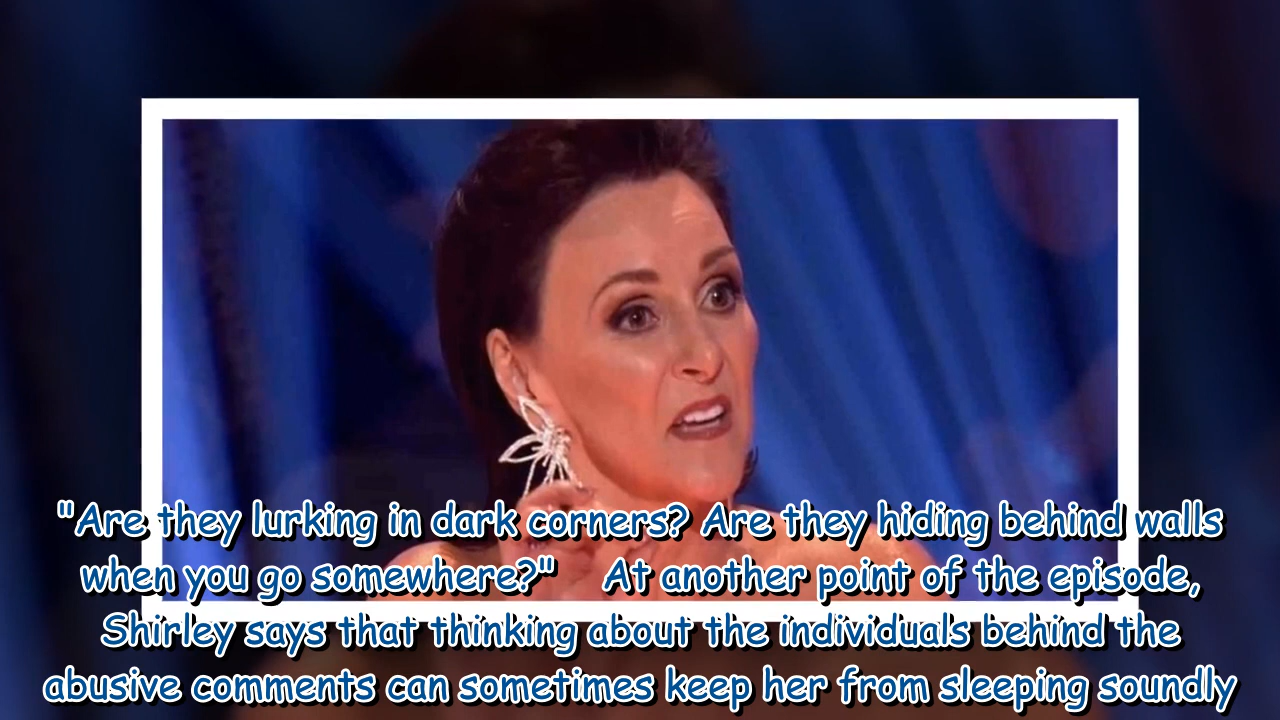 "Are they lurking in dark corners? Are they hiding behind walls
when you go somewhere?" At another point of the episode,
Shirley says that thinking about the individuals behind the
abusive comments can sometimes keep her from sleeping soundly